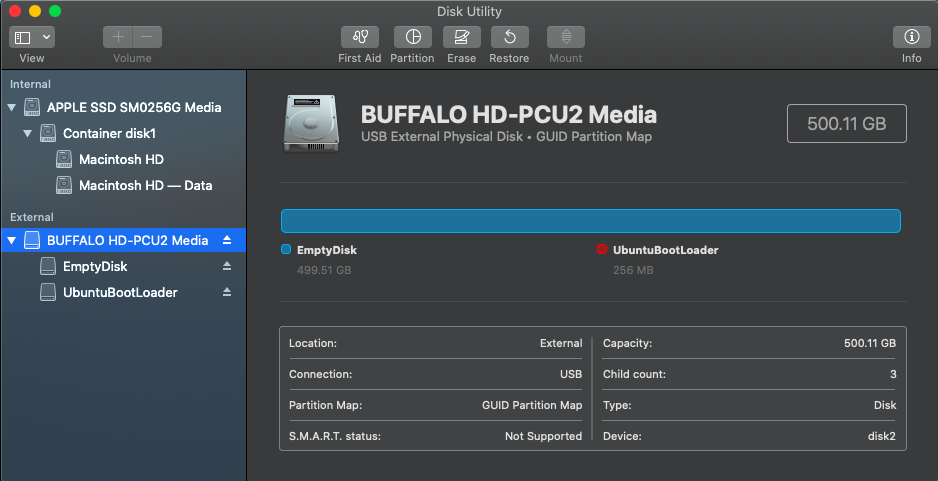 Disk Utility
View
Volume
First Aid
Partition
Erase
Restore
Mount
Info
Internal
APPLE SSD SM0256G Media
Container disk1
Macintosh HD
Macintosh HD — Data
External
BUFFALO HD-PCU2 Media
EmptyDisk
UbuntuBootLoader
BUFFALO HD-PCU2 Media
USB External Physical Disk • GUID Partition Map
500.11 GB
EmptyDisk
499.51 GB
UbuntuBootLoader
256 MB
Location: External
Connection: USB
Partition Map: GUID Partition Map
S.M.A.R.T. status: Not Supported
Capacity: 500.11 GB
Child count: 3
Type: Disk
Device: disk2